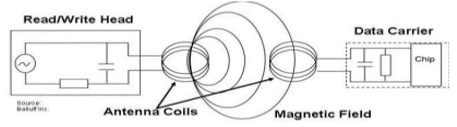 Read/Write Head
Data Carrier
Chip
Source:
Balluff Inc.
Antenna Coils
Magnetic Field